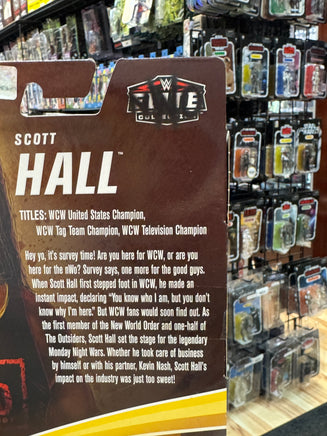 WWE
ELITE
COLLECTION
SCOTT
HALL™
TITLES: WCW United States Champion,
WCW Tag Team Champion, WCW Television Champion
Hey yo, it's survey time! Are you here for WCW, or are you
here for the nWo? Survey says, one more for the good guys.
When Scott Hall first stepped foot in WCW, he made an
instant impact, declaring "You know who I am, but you don't
know why I'm here." But WCW fans would soon find out. As
the first member of the New World Order and one-half of
The Outsiders, Scott Hall set the stage for the legendary
Monday Night Wars. Whether he took care of business
by himself or with his partner, Kevin Nash, Scott Hall's
impact on the industry was just too sweet!